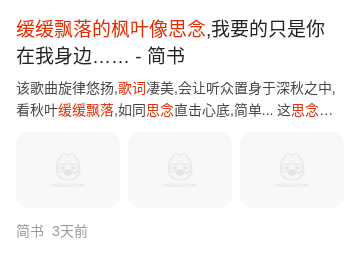 缓缓飘落的枫叶像思念,我要的只是你
在我身边…… - 简书
该歌曲旋律悠扬,歌词凄美,会让听众置身于深秋之中,
看秋叶缓缓飘落,如同思念直击心底,简单... 这思念…
简书 3天前